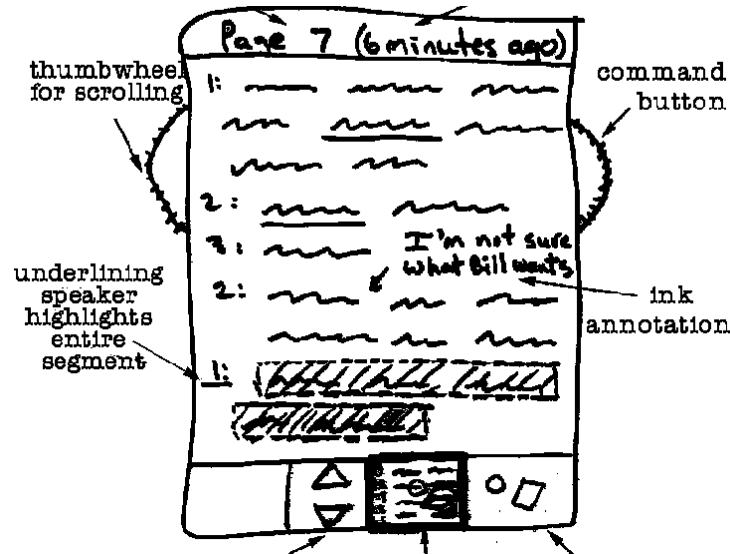 Page 7 (6 minutes ago)
thumbwheel
for scrolling
command
button
1:
2:
3:
I'm not sure
what Bill wants
2:
underlining
speaker
highlights
entire
segment
ink
annotation
1: